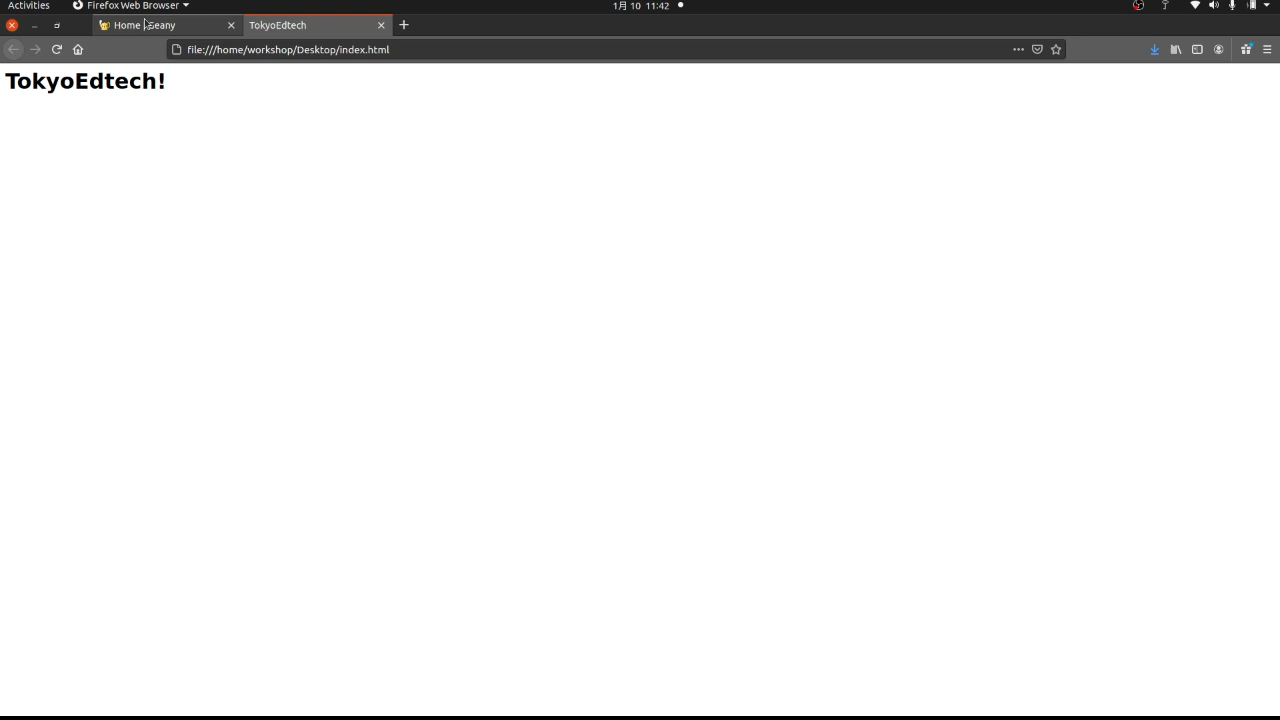 Activities Firefox Web Browser 1月 10 11:42
Home Geany TokyoEdtech
file:///home/workshop/Desktop/index.html
TokyoEdtech!